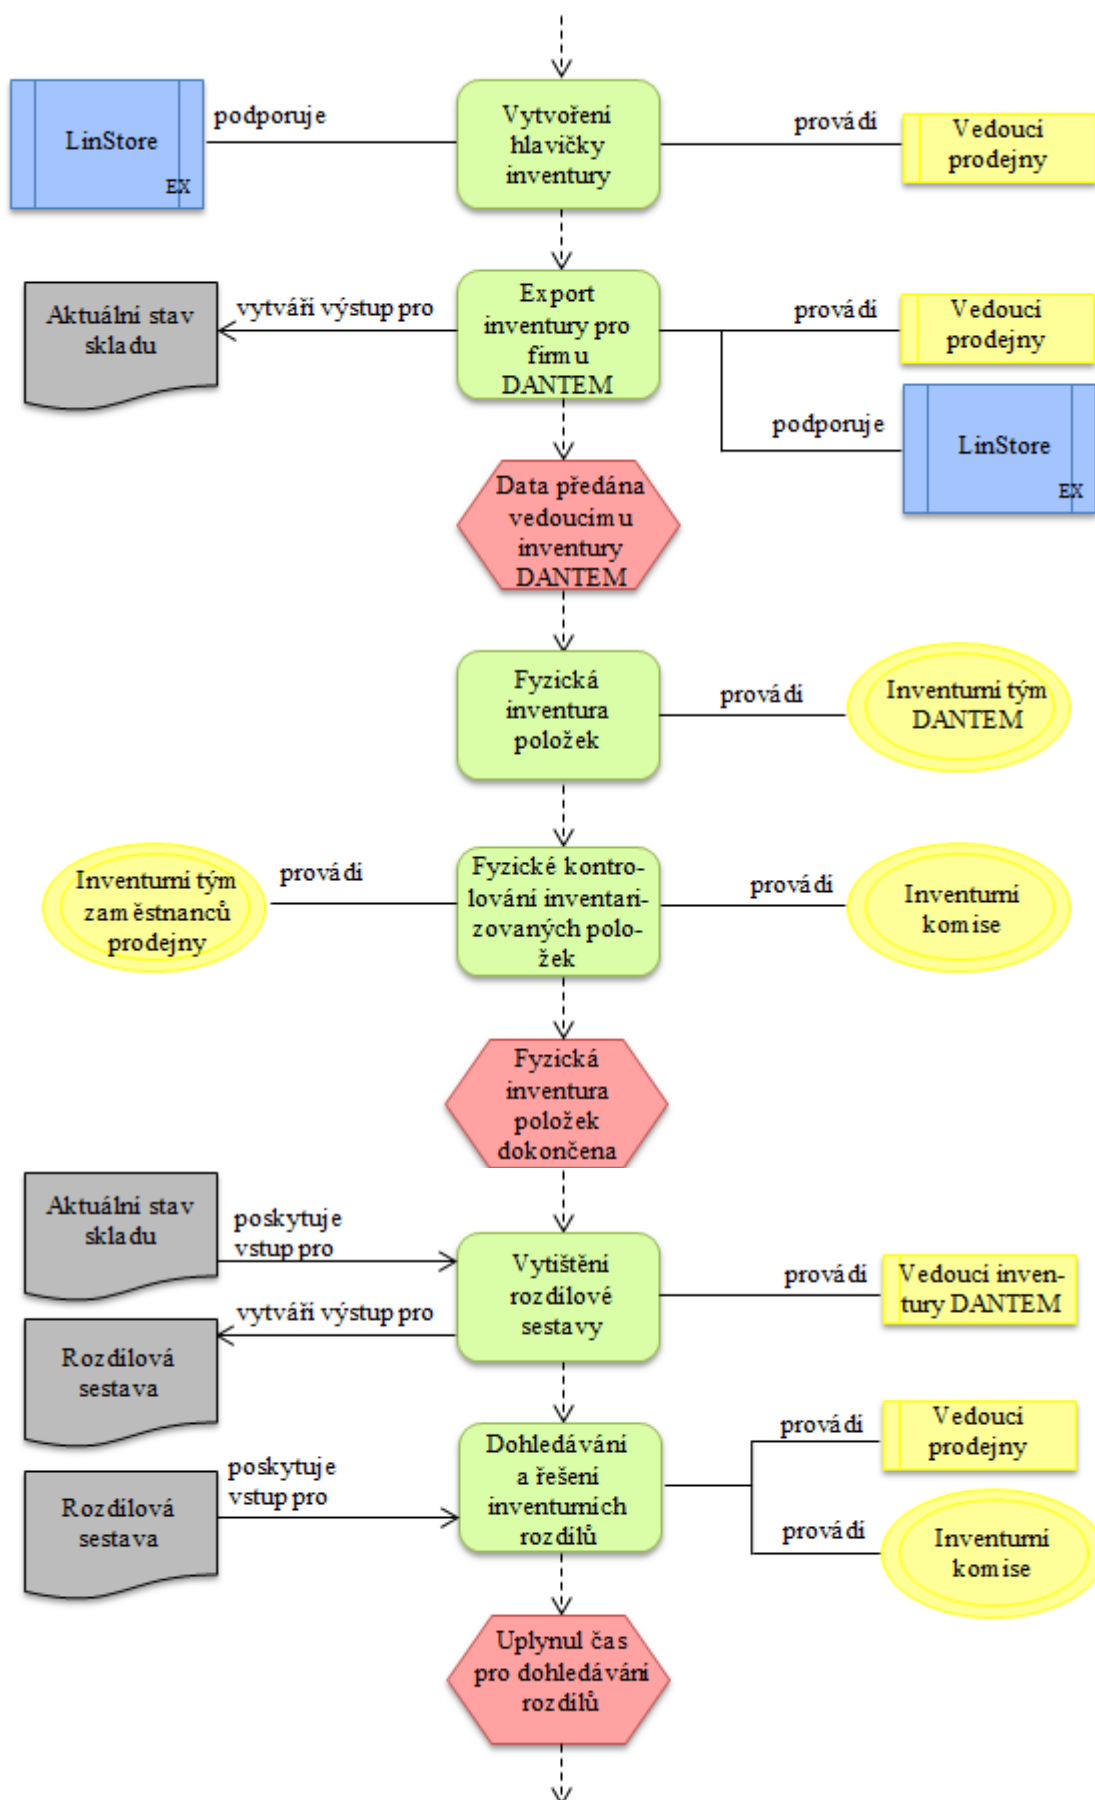 podporuje
LinStore
EX
Vytvoření
hlavičky
inventury
provádí
Vedoucí
prodejny
Aktuální stav
skladu
vytváří výstup pro
Export
inventury pro
firmu
DANTEM
provádí
Vedoucí
prodejny
podporuje
LinStore
EX
Data předána
vedoucímu
inventury
DANTEM
Fyzická
inventura
položek
provádí
Inventurní tým
DANTEM
Inventurní tým
zaměstnanců
prodejny
provádí
Fyzické kontro-
lování inventari-
zovaných polo-
žek
provádí
Inventurní
komise
Fyzická
inventura
položek
dokončena
Aktuální stav
skladu
poskytuje
vstup pro
vytváří výstup pro
Rozdílová
sestava
Vytištění
rozdílové
sestavy
provádí
Vedoucí inven-
tury DANTEM
Rozdílová
sestava
poskytuje
vstup pro
Dohledávání
a řešení
inventurních
rozdílů
provádí
Vedoucí
prodejny
provádí
Inventurní
komise
Uplynul čas
pro dohledávání
rozdílů